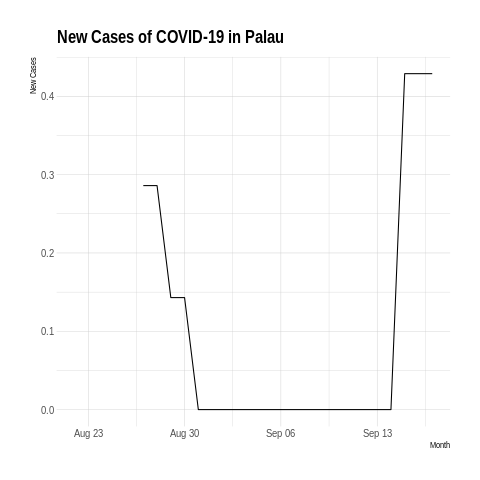 New Cases of COVID-19 in Palau
New Cases
0.4
0.3
0.2
0.1
0.0
Aug 23 Aug 30 Sep 06 Sep 13
Month